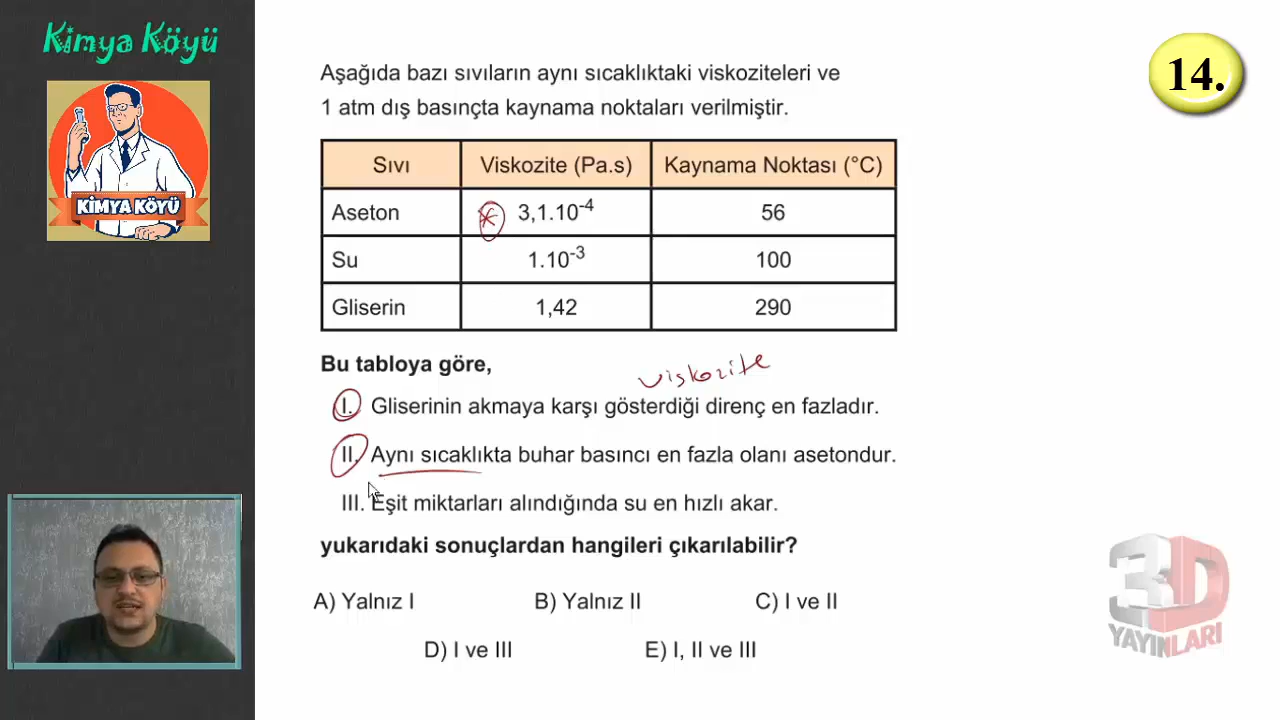 Kimya Köyü
KİMYA KÖYÜ
14.
Aşağıda bazı sıvıların aynı sıcaklıktaki viskoziteleri ve
1 atm dış basınçta kaynama noktaları verilmiştir.
Sıvı Viskozite (Pa.s) Kaynama Noktası (°C)
Aseton 3,1.10⁻⁴ 56
Su 1.10⁻³ 100
Gliserin 1,42 290
Bu tabloya göre,
viskozite
I. Gliserinin akmaya karşı gösterdiği direnç en fazladır.
II. Aynı sıcaklıkta buhar basıncı en fazla olanı asetondur.
III. Eşit miktarları alındığında su en hızlı akar.
yukarıdaki sonuçlardan hangileri çıkarılabilir?
A) Yalnız I B) Yalnız II C) I ve II
D) I ve III E) I, II ve III
3D
YAYINLARI